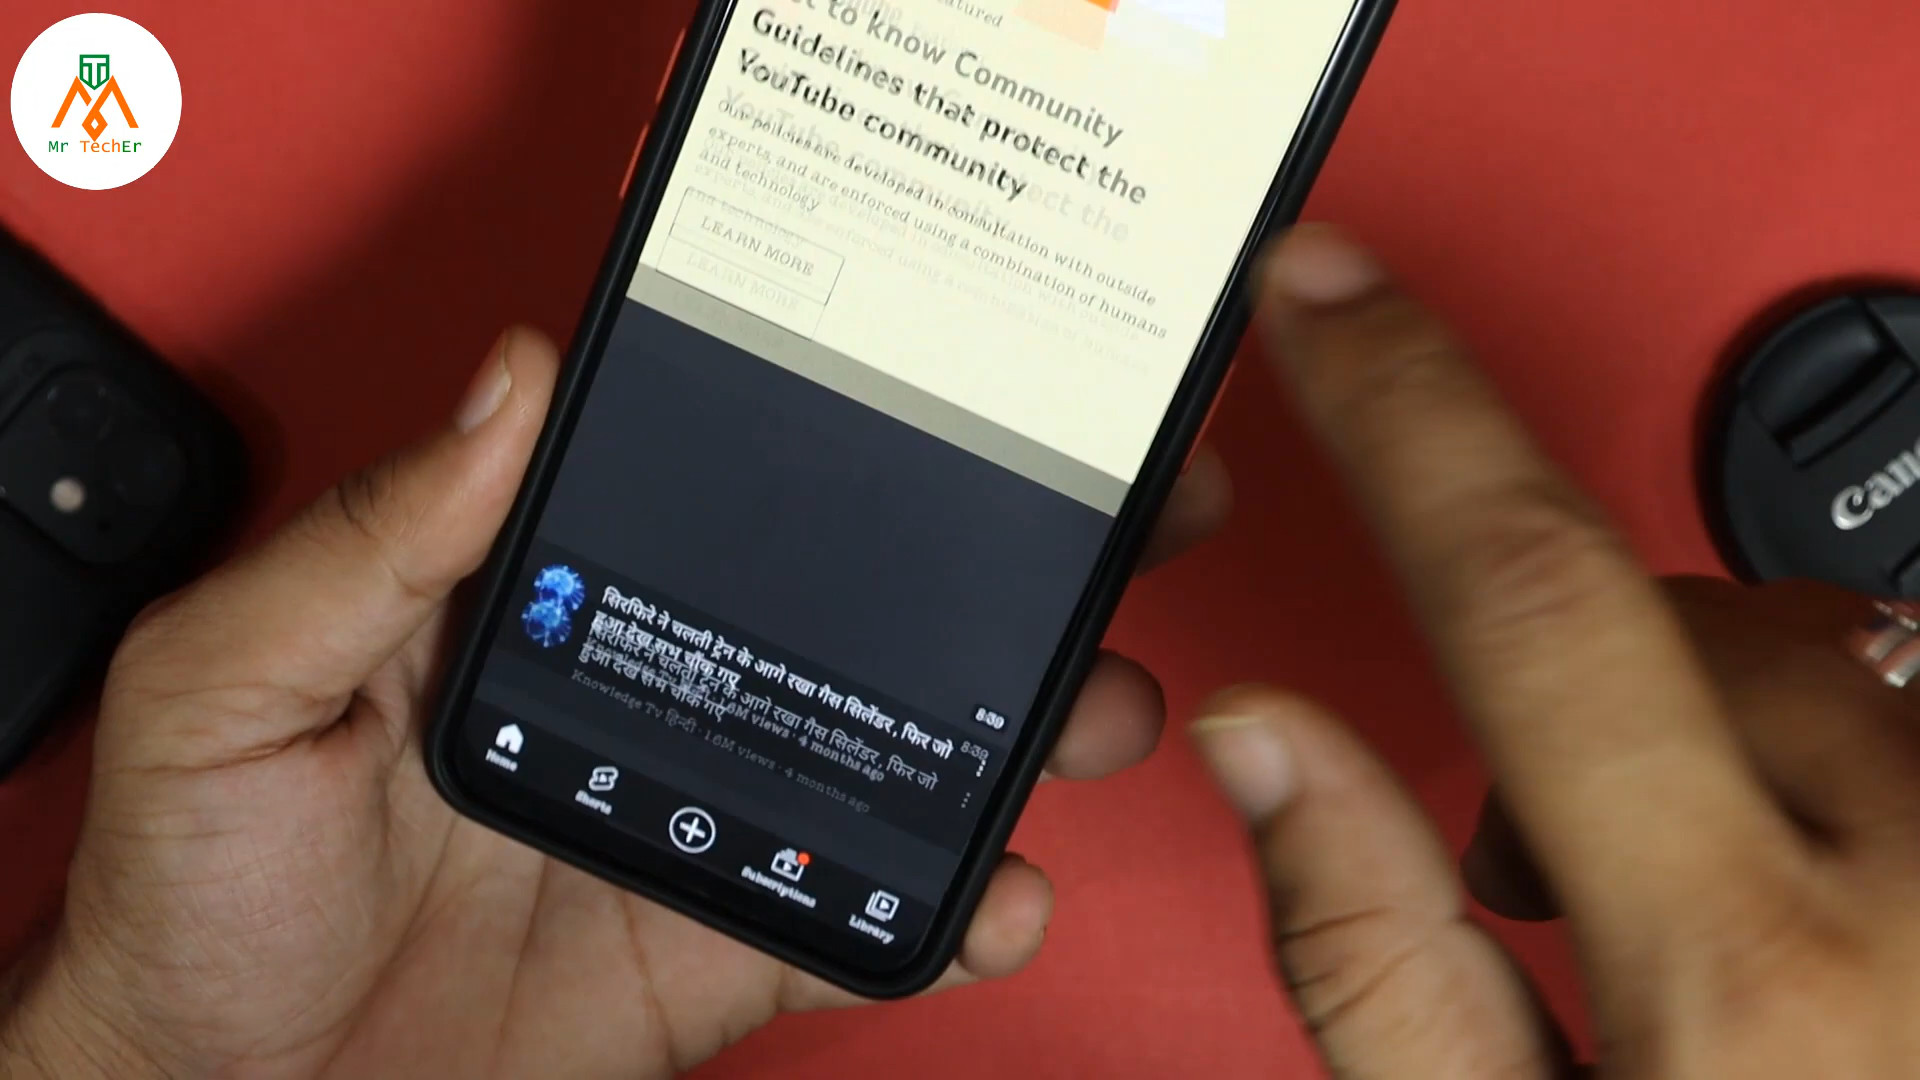 Mr TechEr
to know Community
Guidelines that protect the
YouTube community
Our policies are developed in consultation with outside
experts, and are enforced using a combination of humans
and technology
LEARN MORE
सिरफिरे ने चलती ट्रेन के आगे रखा गैस सिलेंडर, फिर जो
हुआ देख सभ चौंक गए
Knowledge Tv हिन्दी · 1.6M views · 4 months ago
8:39
Home
Shorts
Subscriptions
Library
Can